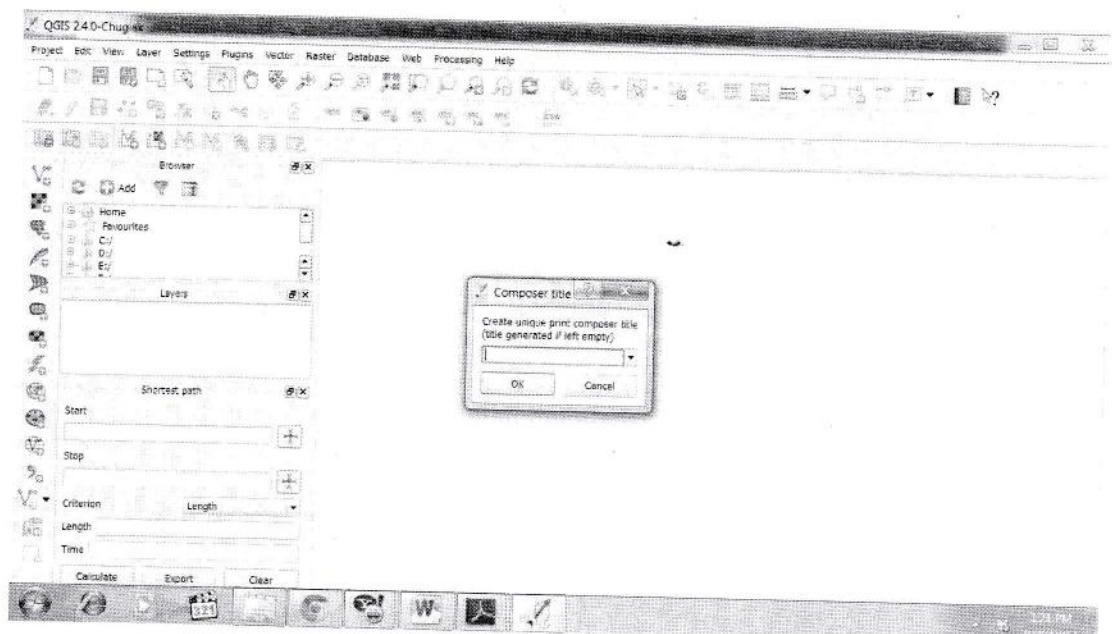 QGIS 2.4.0-Chugiak
Project Edit View Layer Settings Plugins Vector Raster Database Web Processing Help
Browser
Add
Home
Favourites
C:/
D:/
E:/
Layers
Shortest path
Start
Stop
Criterion Length
Length
Time
Calculate Export Clear
Composer title
Create unique print composer title
(title generated if left empty)
OK Cancel
321
W